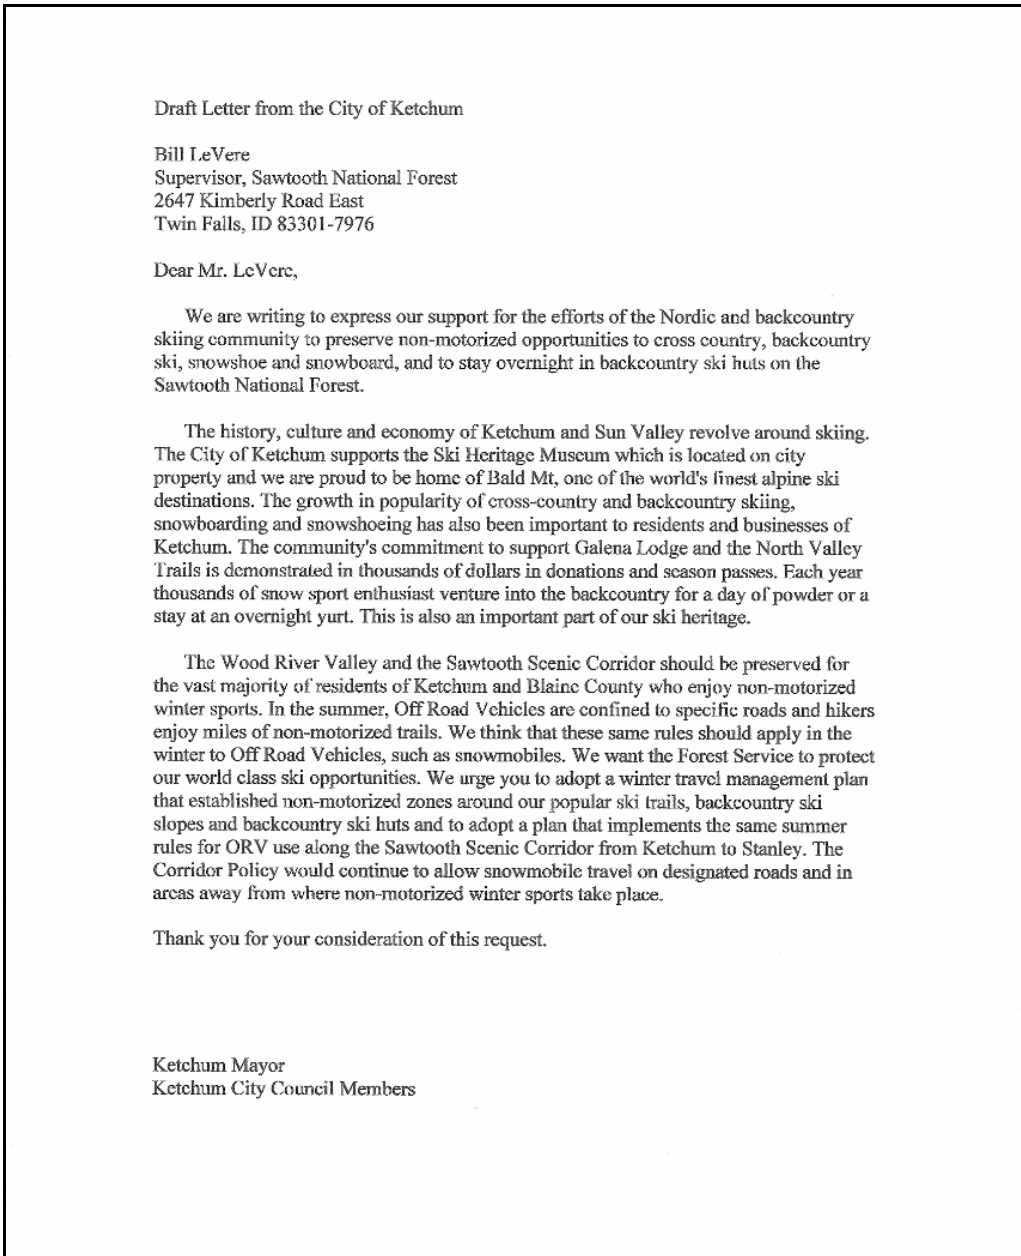 Draft Letter from the City of Ketchum
Bill LeVere
Supervisor, Sawtooth National Forest
2647 Kimberly Road East
Twin Falls, ID 83301-7976
Dear Mr. LeVere,
We are writing to express our support for the efforts of the Nordic and backcountry
skiing community to preserve non-motorized opportunities to cross country, backcountry
ski, snowshoe and snowboard, and to stay overnight in backcountry ski huts on the
Sawtooth National Forest.
The history, culture and economy of Ketchum and Sun Valley revolve around skiing.
The City of Ketchum supports the Ski Heritage Museum which is located on city
property and we are proud to be home of Bald Mt, one of the world's finest alpine ski
destinations. The growth in popularity of cross-country and backcountry skiing,
snowboarding and snowshoeing has also been important to residents and businesses of
Ketchum. The community's commitment to support Galena Lodge and the North Valley
Trails is demonstrated in thousands of dollars in donations and season passes. Each year
thousands of snow sport enthusiast venture into the backcountry for a day of powder or a
stay at an overnight yurt. This is also an important part of our ski heritage.
The Wood River Valley and the Sawtooth Scenic Corridor should be preserved for
the vast majority of residents of Ketchum and Blaine County who enjoy non-motorized
winter sports. In the summer, Off Road Vehicles are confined to specific roads and hikers
enjoy miles of non-motorized trails. We think that these same rules should apply in the
winter to Off Road Vehicles, such as snowmobiles. We want the Forest Service to protect
our world class ski opportunities. We urge you to adopt a winter travel management plan
that established non-motorized zones around our popular ski trails, backcountry ski
slopes and backcountry ski huts and to adopt a plan that implements the same summer
rules for ORV use along the Sawtooth Scenic Corridor from Ketchum to Stanley. The
Corridor Policy would continue to allow snowmobile travel on designated roads and in
areas away from where non-motorized winter sports take place.
Thank you for your consideration of this request.
Ketchum Mayor
Ketchum City Council Members